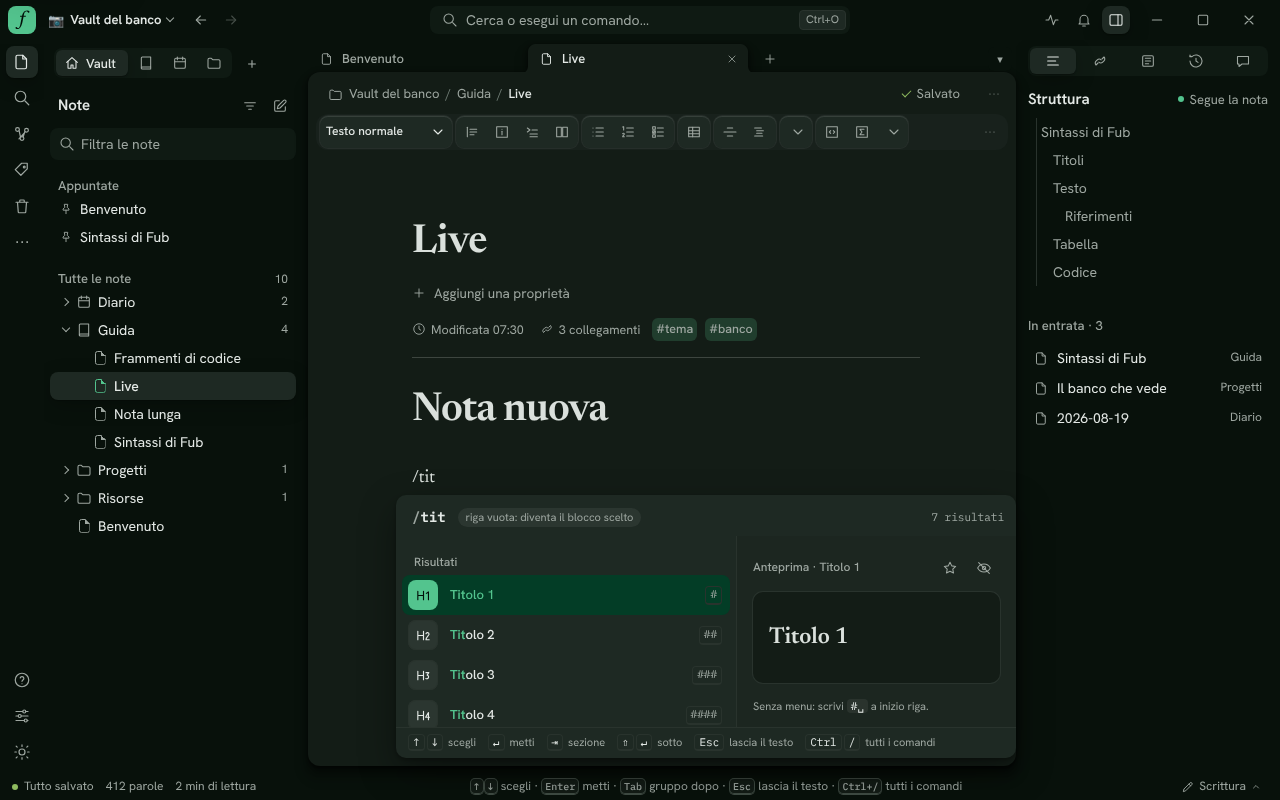 f Vault del banco
Cerca o esegui un comando… Ctrl+O
Vault
Benvenuto
Live
Note
Filtra le note
Appuntate
Benvenuto
Sintassi di Fub
Tutte le note 10
Diario 2
Guida 4
Frammenti di codice
Live
Nota lunga
Sintassi di Fub
Progetti 1
Risorse 1
Benvenuto
Vault del banco / Guida / Live
Salvato
Testo normale
Live
Aggiungi una proprietà
Modificata 07:30 3 collegamenti #tema #banco
Nota nuova
/tit
/tit riga vuota: diventa il blocco scelto 7 risultati
Risultati
H1 Titolo 1 #
H2 Titolo 2 ##
H3 Titolo 3 ###
H4 Titolo 4 ####
Anteprima · Titolo 1
Titolo 1
Senza menu: scrivi #␣ a inizio riga.
↑ ↓ scegli ↵ metti ⇥ sezione ⇧ ↵ sotto Esc lascia il testo Ctrl / tutti i comandi
Struttura Segue la nota
Sintassi di Fub
Titoli
Testo
Riferimenti
Tabella
Codice
In entrata · 3
Sintassi di Fub Guida
Il banco che vede Progetti
2026-08-19 Diario
Tutto salvato 412 parole 2 min di lettura
↑ ↓ scegli · Enter metti · Tab gruppo dopo · Esc lascia il testo · Ctrl+/ tutti i comandi
Scrittura